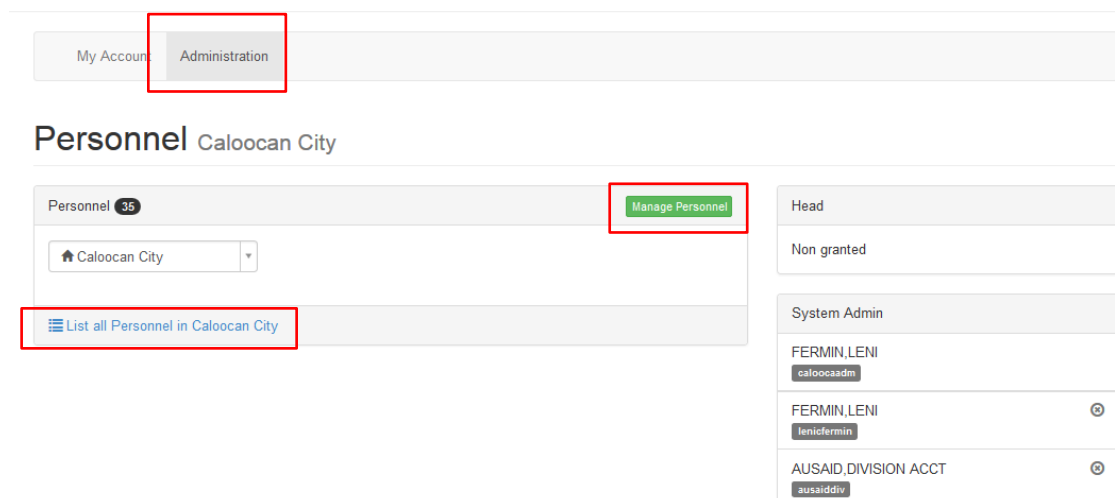 My Account Administration
Personnel Caloocan City
Personnel 35 Manage Personnel
Caloocan City
List all Personnel in Caloocan City
Head
Non granted
System Admin
FERMIN,LENI
caloocaadm
FERMIN,LENI
lenicfermin
AUSAID,DIVISION ACCT
ausaiddiv